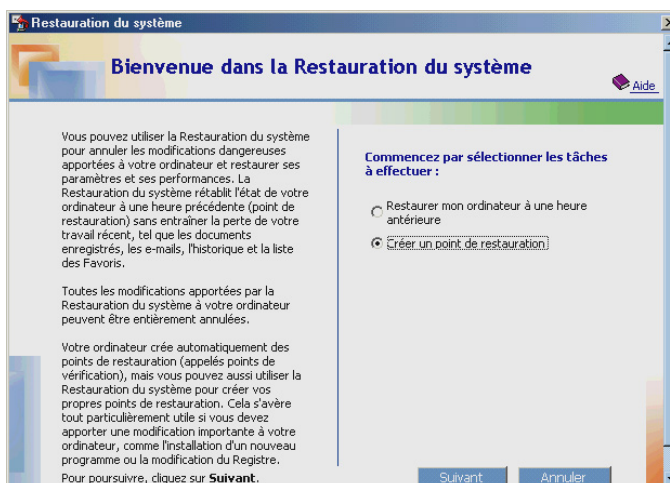 Restauration du système
Bienvenue dans la Restauration du système
Aide
Vous pouvez utiliser la Restauration du système
pour annuler les modifications dangereuses
apportées à votre ordinateur et restaurer ses
paramètres et ses performances. La
Restauration du système rétablit l'état de votre
ordinateur à une heure précédente (point de
restauration) sans entraîner la perte de votre
travail récent, tel que les documents
enregistrés, les e-mails, l'historique et la liste
des Favoris.
Toutes les modifications apportées par la
Restauration du système à votre ordinateur
peuvent être entièrement annulées.
Votre ordinateur crée automatiquement des
points de restauration (appelés points de
vérification), mais vous pouvez aussi utiliser la
Restauration du système pour créer vos
propres points de restauration. Cela s'avère
tout particulièrement utile si vous devez
apporter une modification importante à votre
ordinateur, comme l'installation d'un nouveau
programme ou la modification du Registre.
Pour poursuivre, cliquez sur Suivant.
Commencez par sélectionner les tâches
à effectuer :
Restaurer mon ordinateur à une heure
antérieure
Créer un point de restauration
Suivant
Annuler